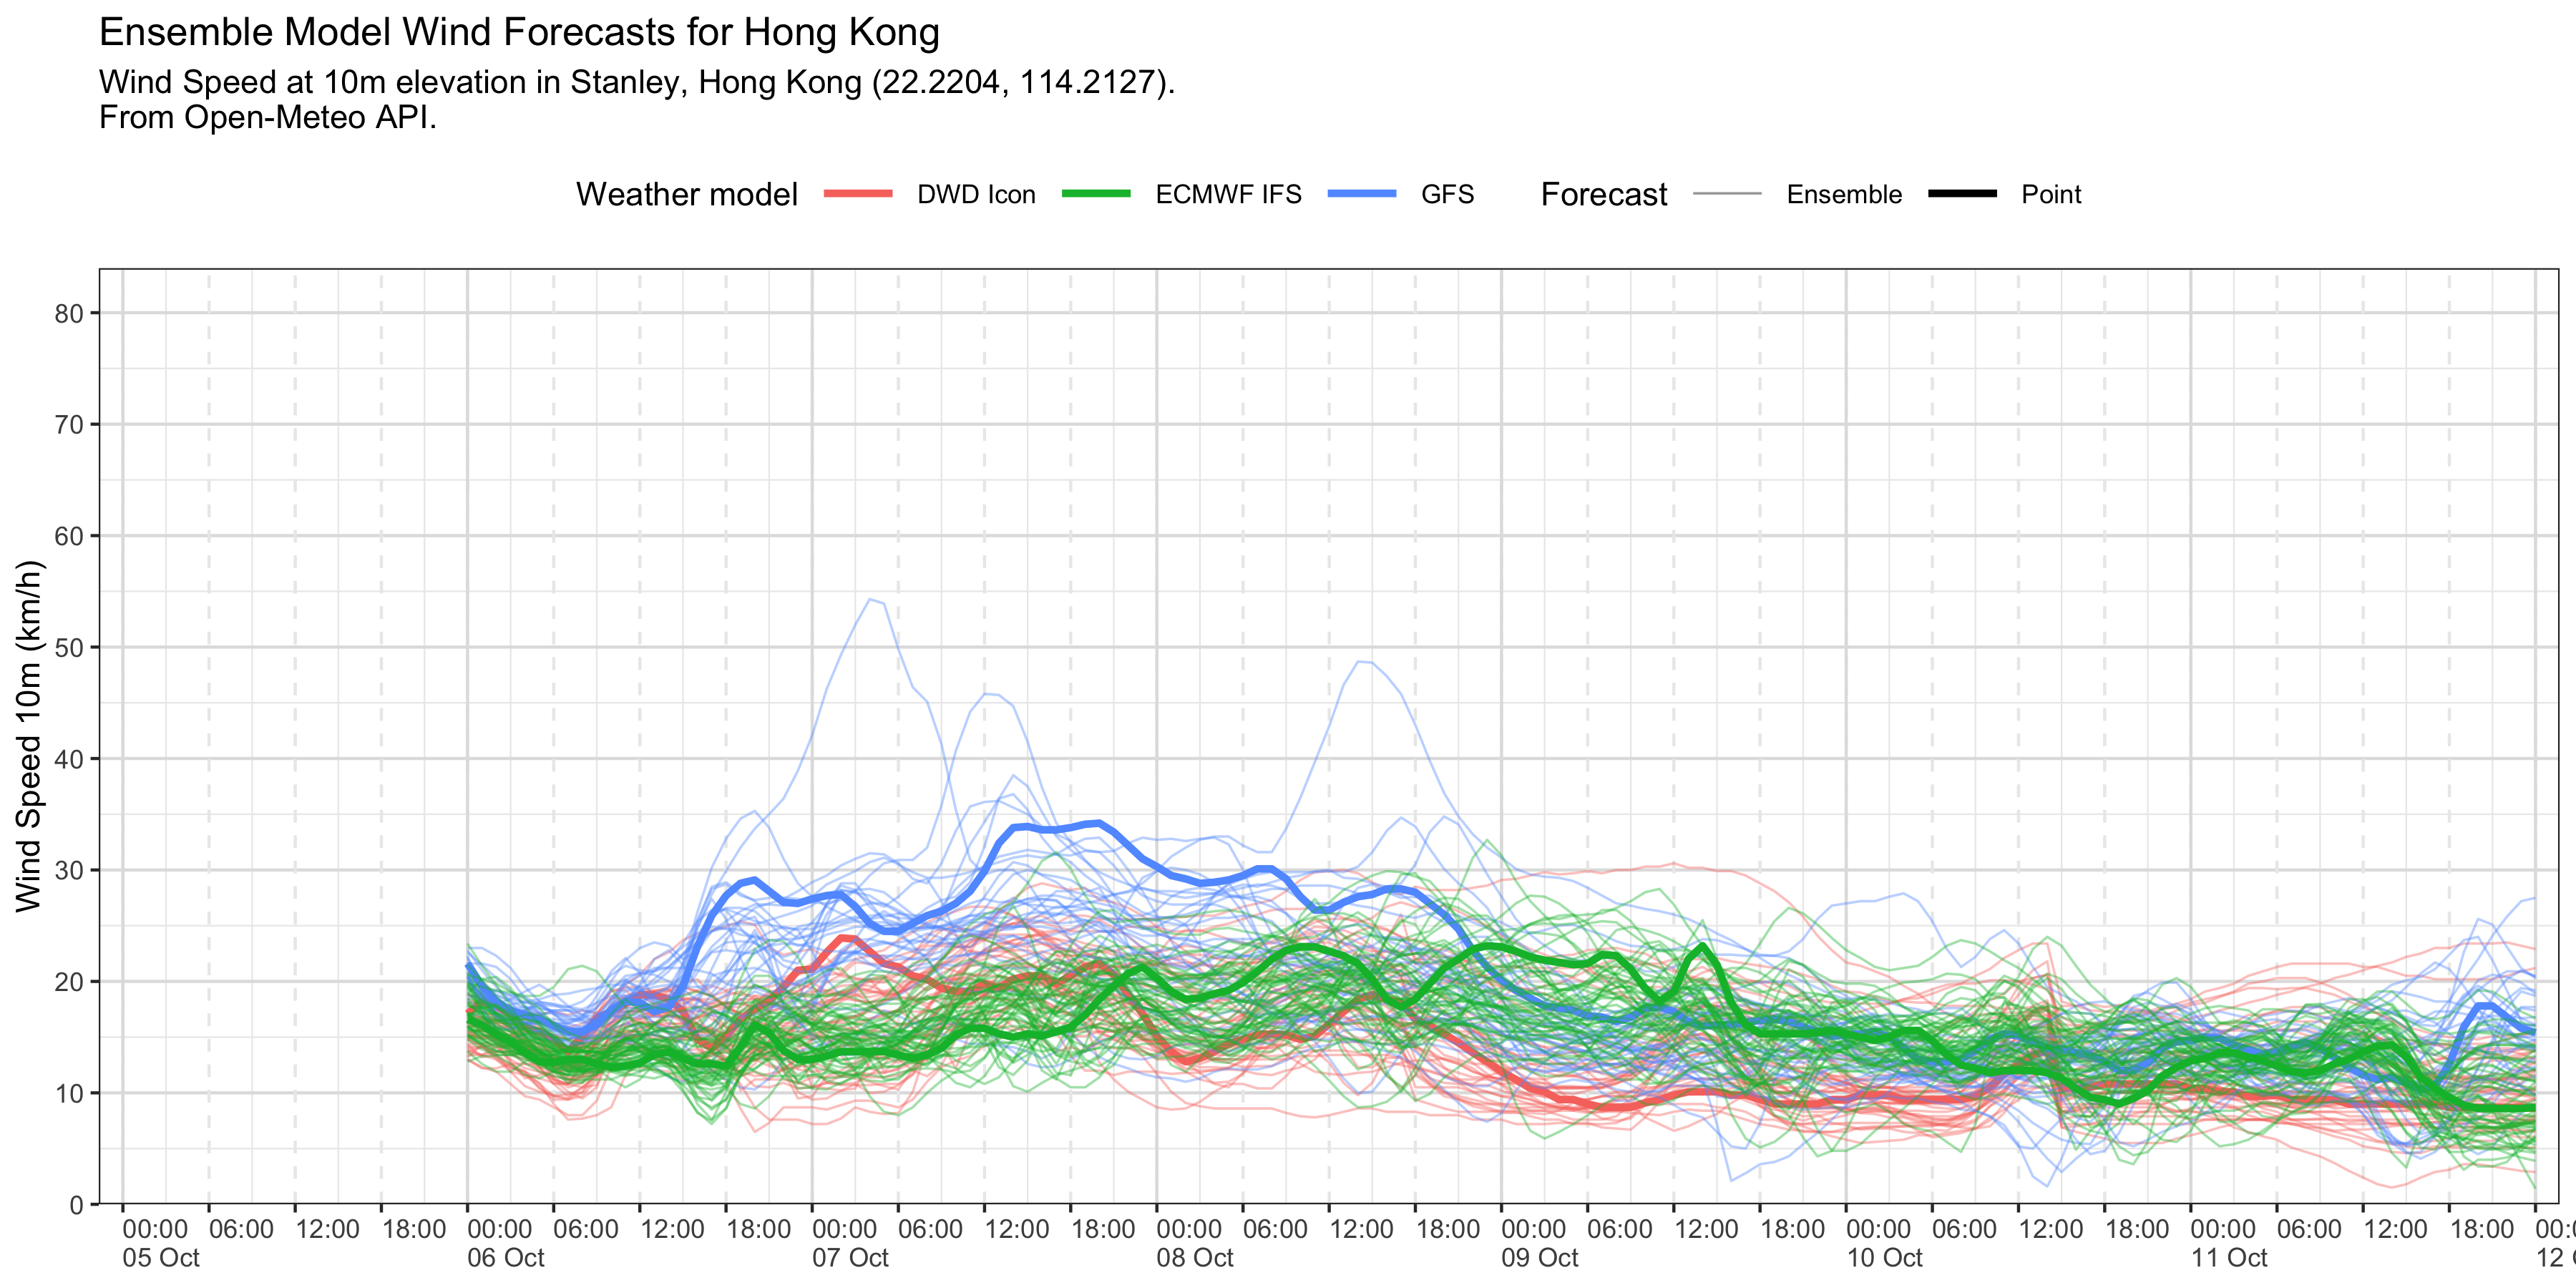 Ensemble Model Wind Forecasts for Hong Kong
Wind Speed at 10m elevation in Stanley, Hong Kong (22.2204, 114.2127).
From Open-Meteo API.
Weather model DWD Icon ECMWF IFS GFS Forecast Ensemble Point
Wind Speed 10m (km/h)
80
70
60
50
40
30
20
10
0
00:00 06:00 12:00 18:00 00:00 06:00 12:00 18:00 00:00 06:00 12:00 18:00 00:00 06:00 12:00 18:00 00:00 06:00 12:00 18:00 00:00 06:00 12:00 18:00 00:00 06:00 12:00 18:00
05 Oct 06 Oct 07 Oct 08 Oct 09 Oct 10 Oct 11 Oct 12